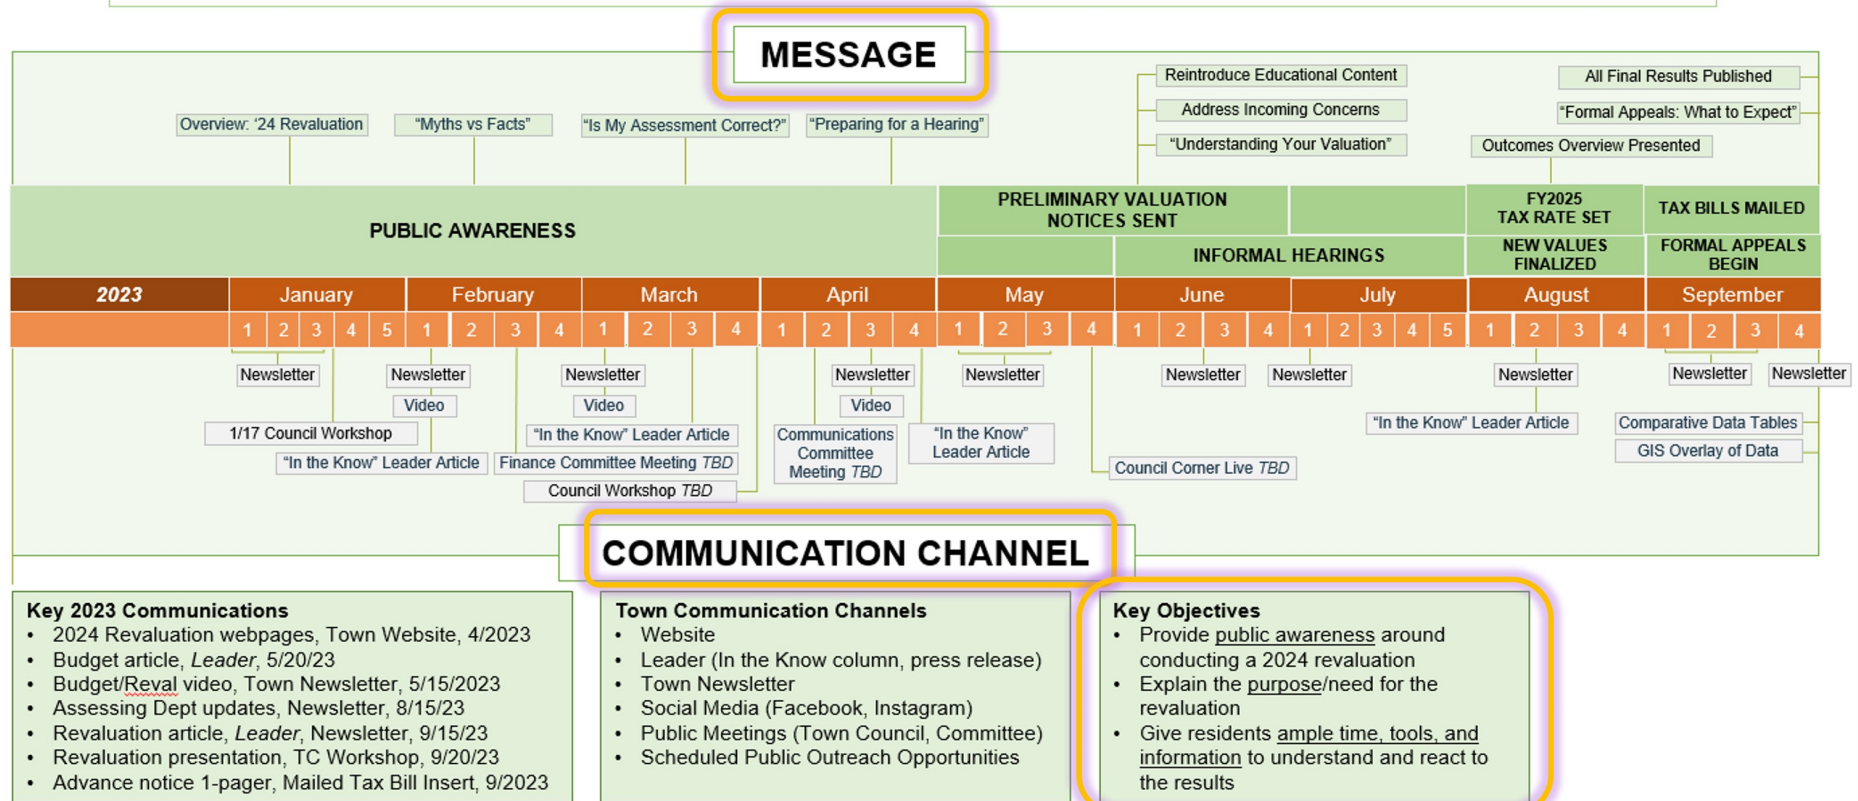 MESSAGE
Reintroduce Educational Content
All Final Results Published
Address Incoming Concerns
“Formal Appeals: What to Expect”
Overview: ‘24 Revaluation
“Myths vs Facts”
“Is My Assessment Correct?”
“Preparing for a Hearing”
“Understanding Your Valuation”
Outcomes Overview Presented
PUBLIC AWARENESS
PRELIMINARY VALUATION
NOTICES SENT
FY2025
TAX RATE SET
TAX BILLS MAILED
INFORMAL HEARINGS
NEW VALUES
FINALIZED
FORMAL APPEALS
BEGIN
2023 January February March April May June July August September
1 2 3 4 5 1 2 3 4 1 2 3 4 1 2 3 4 1 2 3 4 1 2 3 4 1 2 3 4 5 1 2 3 4 1 2 3 4
Newsletter Newsletter Newsletter Newsletter Newsletter Newsletter Newsletter Newsletter Newsletter Newsletter
Video Video Video
1/17 Council Workshop
“In the Know” Leader Article
“In the Know” Leader Article
Finance Committee Meeting TBD
Council Workshop TBD
Communications
Committee
Meeting TBD
“In the Know”
Leader Article
Council Corner Live TBD
“In the Know” Leader Article
Comparative Data Tables
GIS Overlay of Data
COMMUNICATION CHANNEL
Key 2023 Communications
• 2024 Revaluation webpages, Town Website, 4/2023
• Budget article, Leader, 5/20/23
• Budget/Reval video, Town Newsletter, 5/15/2023
• Assessing Dept updates, Newsletter, 8/15/23
• Revaluation article, Leader, Newsletter, 9/15/23
• Revaluation presentation, TC Workshop, 9/20/23
• Advance notice 1-pager, Mailed Tax Bill Insert, 9/2023
Town Communication Channels
• Website
• Leader (In the Know column, press release)
• Town Newsletter
• Social Media (Facebook, Instagram)
• Public Meetings (Town Council, Committee)
• Scheduled Public Outreach Opportunities
Key Objectives
• Provide public awareness around
conducting a 2024 revaluation
• Explain the purpose/need for the
revaluation
• Give residents ample time, tools, and
information to understand and react to
the results